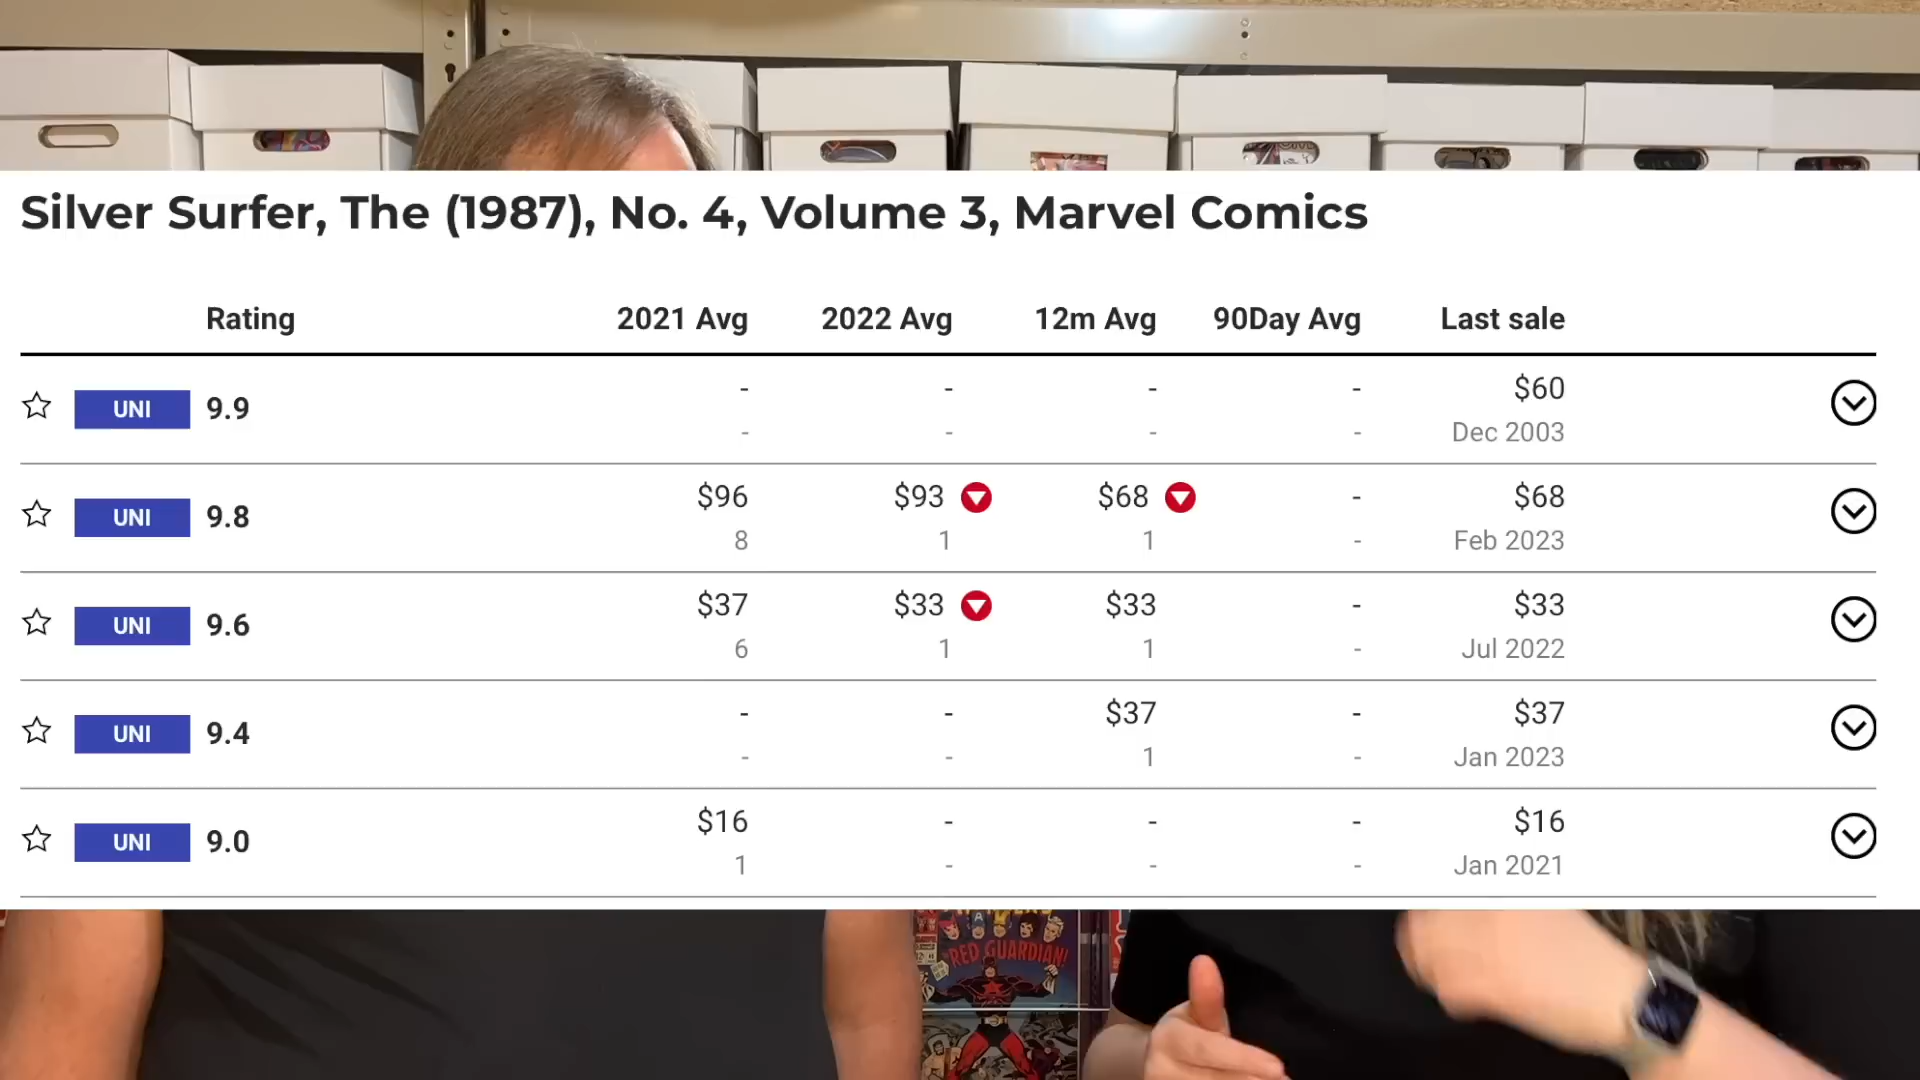 Silver Surfer, The (1987), No. 4, Volume 3, Marvel Comics
Rating 2021 Avg 2022 Avg 12m Avg 90Day Avg Last sale
UNI 9.9 - - - - $60
- - - - Dec 2003
UNI 9.8 $96 $93 $68 - $68
8 1 1 - Feb 2023
UNI 9.6 $37 $33 $33 - $33
6 1 1 - Jul 2022
UNI 9.4 - - $37 - $37
- - 1 - Jan 2023
UNI 9.0 $16 - - - $16
1 - - - Jan 2021
RED GUARDIAN!